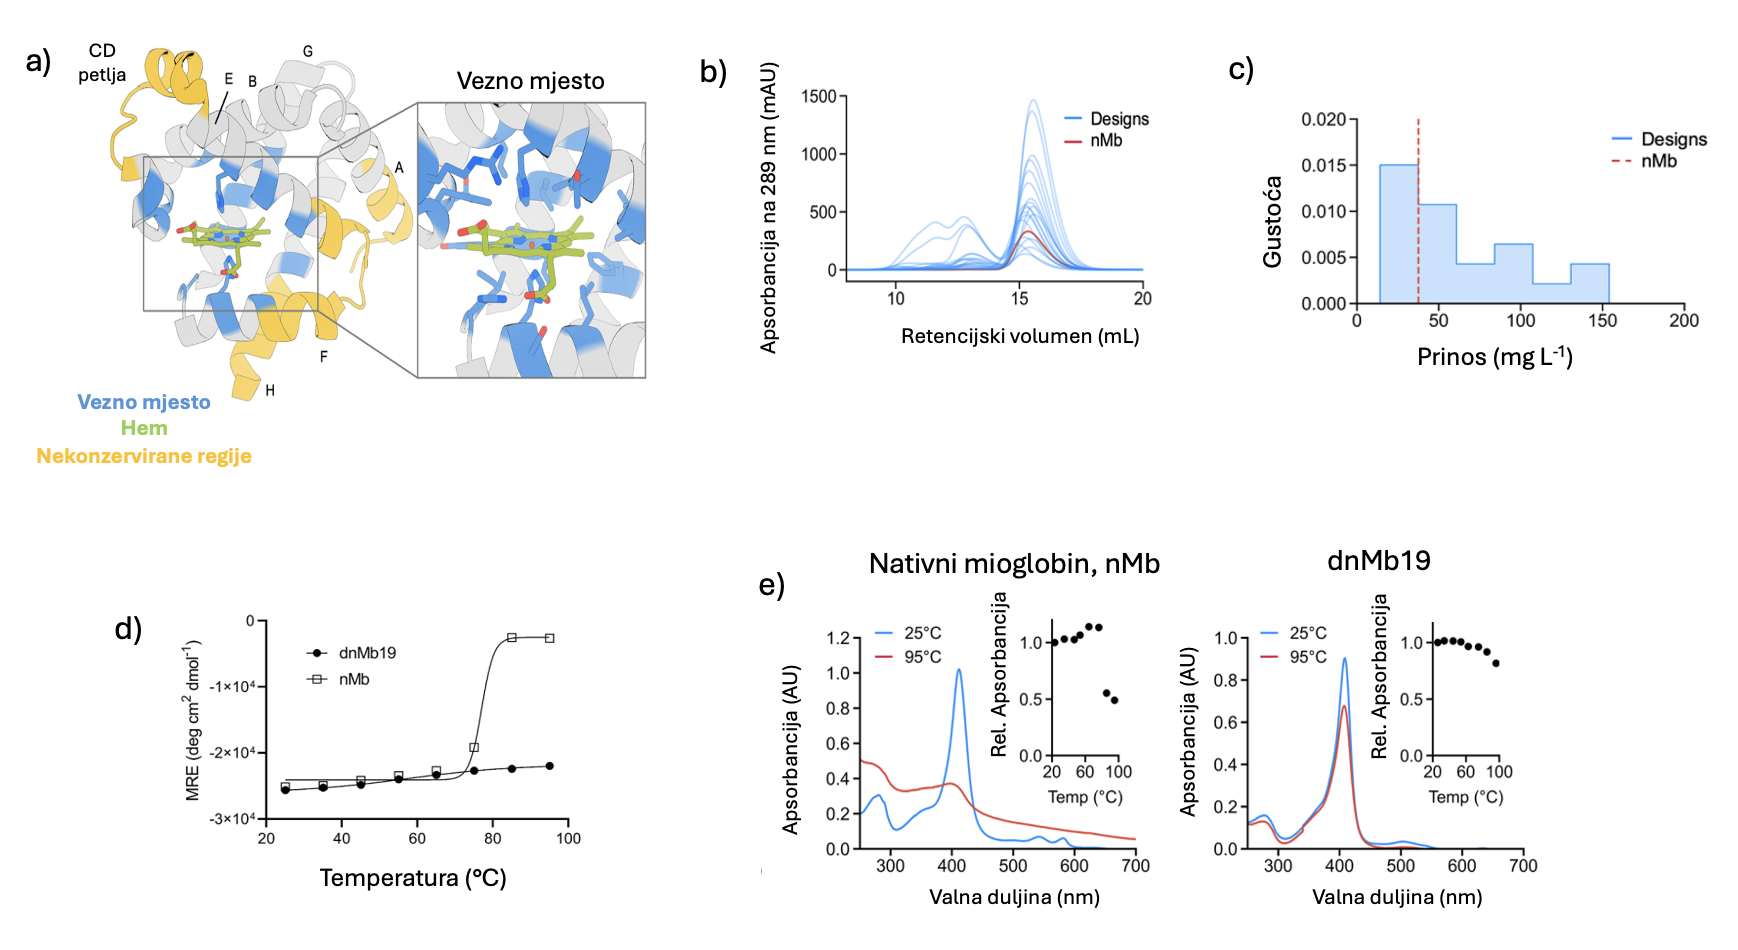 a)
CD
petlja
G
E
B
A
F
H
Vezno mjesto
Vezno mjesto
Hem
Nekonzervirane regije
b)
Apsorbancija na 289 nm (mAU)
1500
1000
500
0
10
15
20
Retencijski volumen (mL)
Designs
nMb
c)
Gustoća
0.020
0.015
0.010
0.005
0.000
0
50
100
150
200
Prinos (mg L⁻¹)
Designs
nMb
d)
MRE (deg cm² dmol⁻¹)
0
-1×10⁴
-2×10⁴
-3×10⁴
20
40
60
80
100
Temperatura (°C)
dnMb19
nMb
e)
Nativni mioglobin, nMb
Apsorbancija (AU)
1.2
1.0
0.8
0.6
0.4
0.2
0.0
300
400
500
600
700
Valna duljina (nm)
25°C
95°C
Rel. Apsorbancija
1.0
0.5
0.0
20
60
100
Temp (°C)
dnMb19
Apsorbancija (AU)
1.0
0.8
0.6
0.4
0.2
0.0
300
400
500
600
700
Valna duljina (nm)
25°C
95°C
Rel. Apsorbancija
1.0
0.5
0.0
20
60
100
Temp (°C)